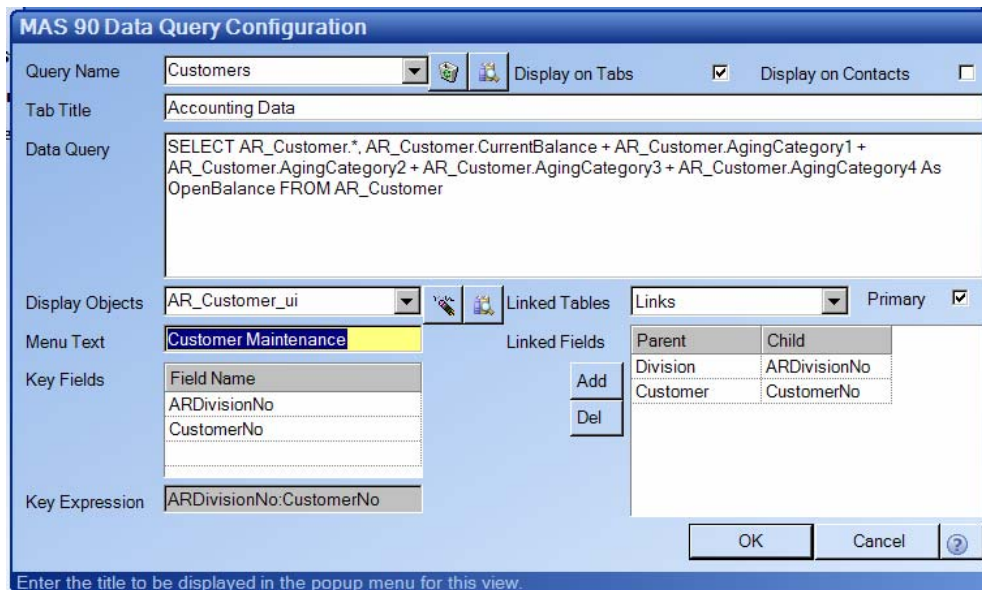 MAS 90 Data Query Configuration
Query Name Customers Display on Tabs Display on Contacts
Tab Title Accounting Data
Data Query SELECT AR_Customer.*, AR_Customer.CurrentBalance + AR_Customer.AgingCategory1 +
AR_Customer.AgingCategory2 + AR_Customer.AgingCategory3 + AR_Customer.AgingCategory4 As
OpenBalance FROM AR_Customer
Display Objects AR_Customer_ui Linked Tables Links Primary
Menu Text Customer Maintenance Linked Fields Parent Child
Key Fields Field Name Add Division ARDivisionNo
ARDivisionNo Customer CustomerNo
CustomerNo Del
Key Expression ARDivisionNo:CustomerNo
OK Cancel ?
Enter the title to be displayed in the popup menu for this view.